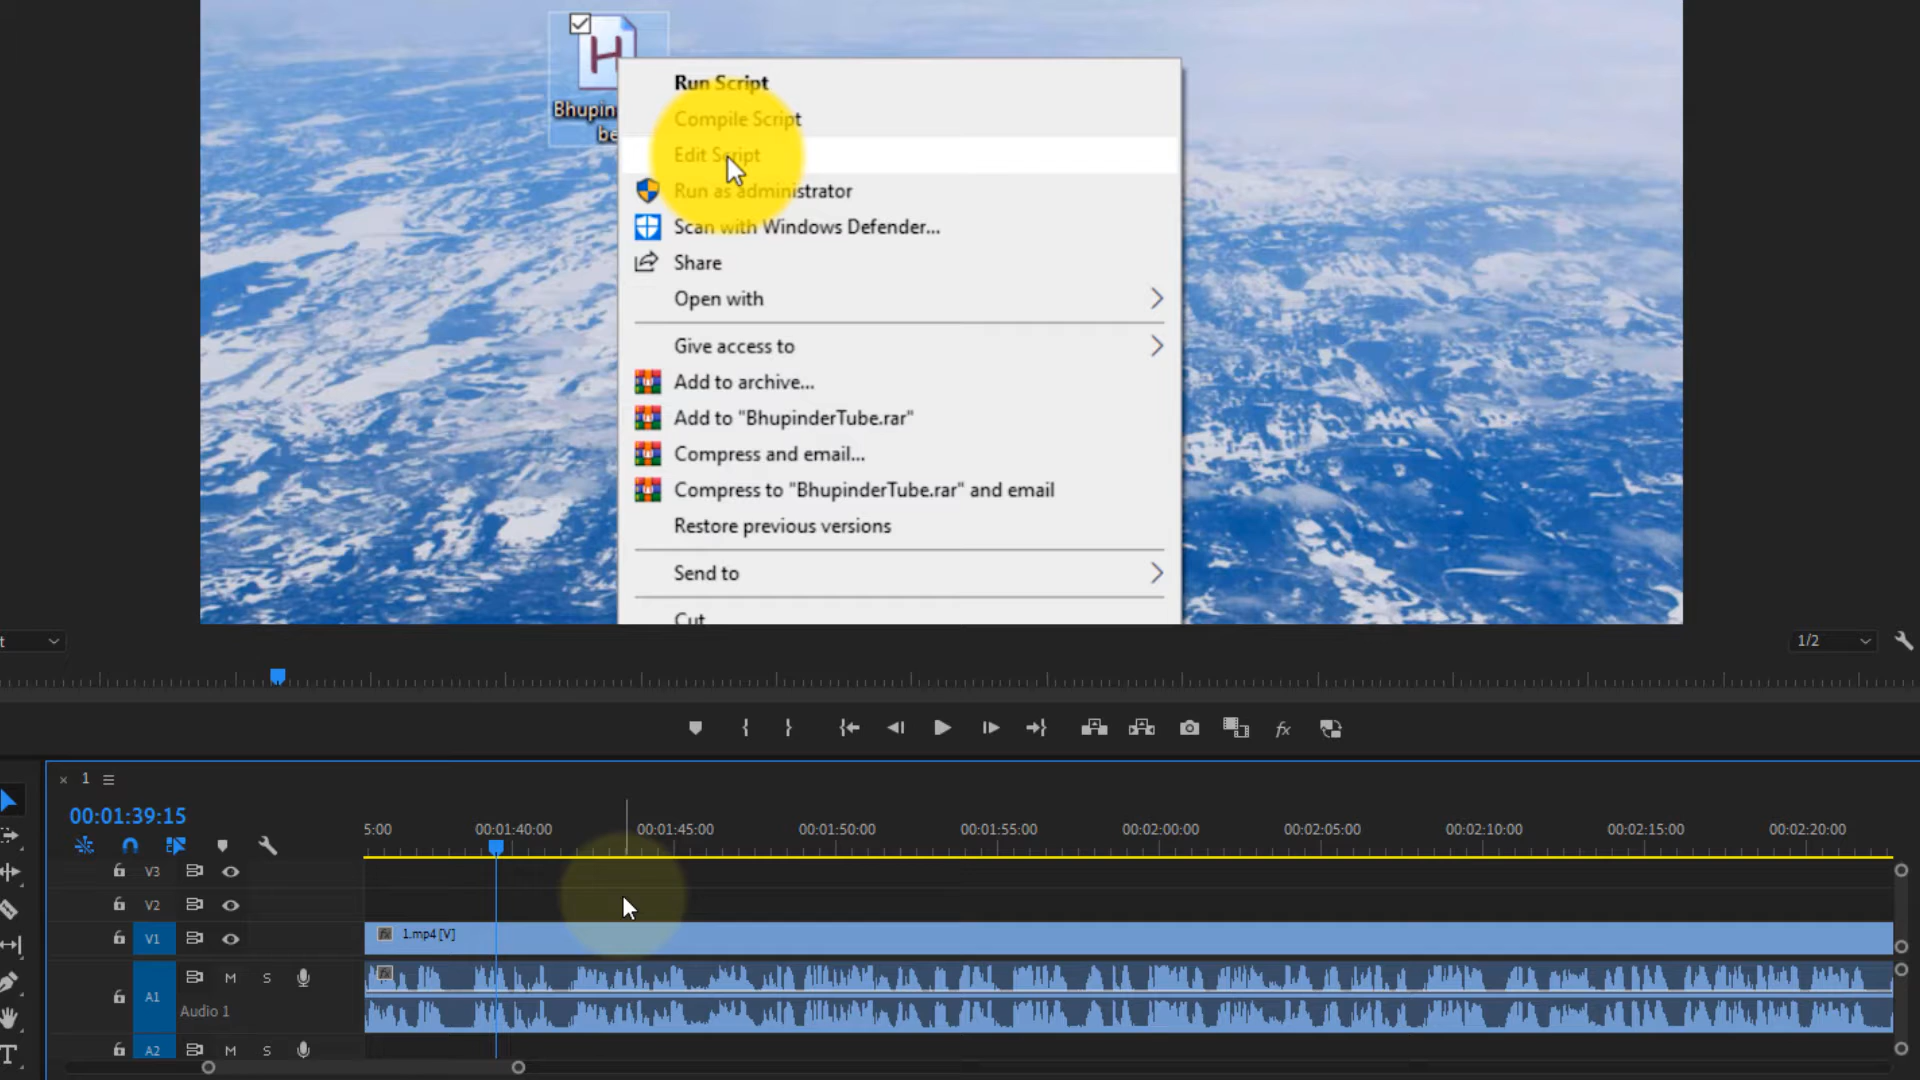 H
Bhupin
be
Run Script
Compile Script
Edit Script
Run as administrator
Scan with Windows Defender...
Share
Open with
Give access to
Add to archive...
Add to "BhupinderTube.rar"
Compress and email...
Compress to "BhupinderTube.rar" and email
Restore previous versions
Send to
Cut
t
1/2
fx
× 1
00:01:39:15
5:00 00:01:40:00 00:01:45:00 00:01:50:00 00:01:55:00 00:02:00:00 00:02:05:00 00:02:10:00 00:02:15:00 00:02:20:00
V3
V2
V1 fx 1.mp4 [V]
M S fx
A1
Audio 1
A2 M S
T